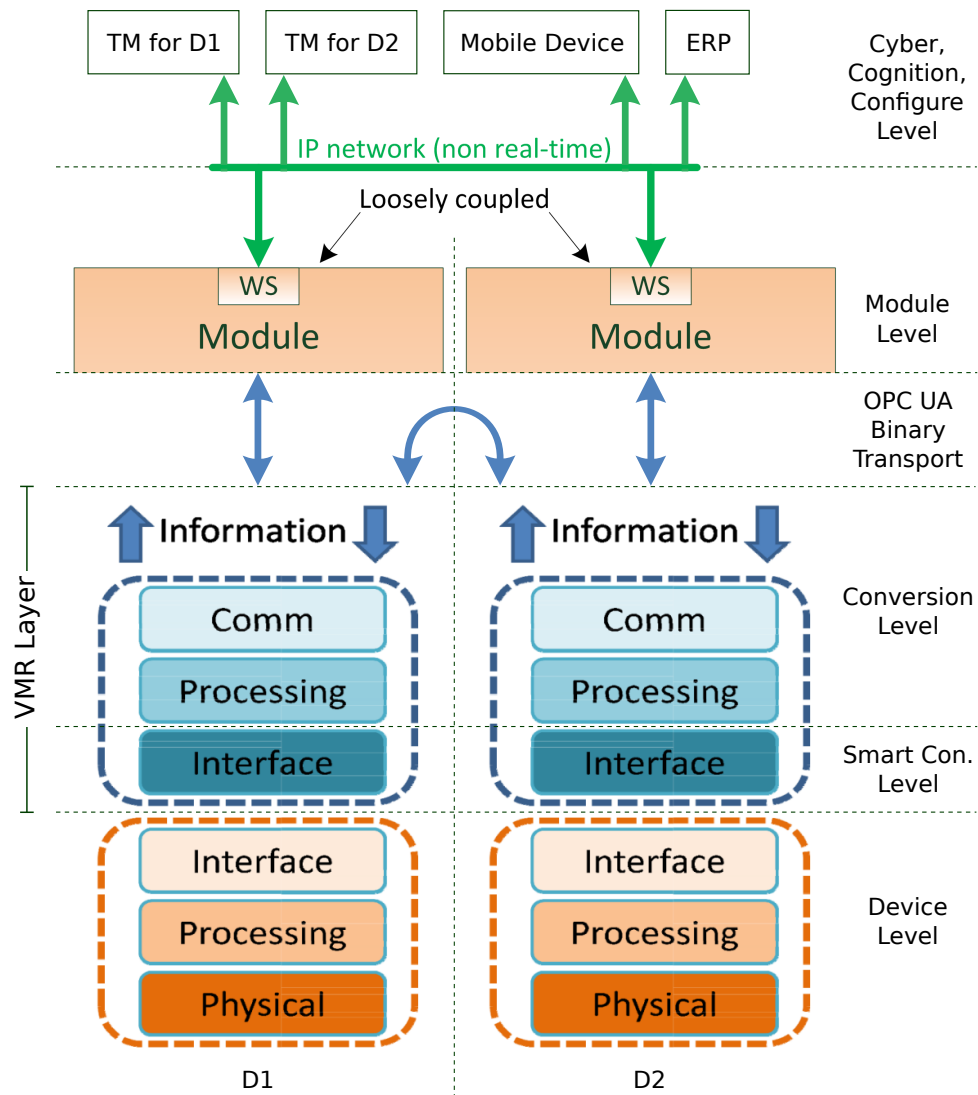 TM for D1
TM for D2
Mobile Device
ERP
Cyber,
Cognition,
Configure
Level
IP network (non real-time)
Loosely coupled
WS
Module
WS
Module
Module
Level
OPC UA
Binary
Transport
VMR Layer
Information
Information
Comm
Comm
Conversion
Level
Processing
Processing
Interface
Interface
Smart Con.
Level
Interface
Interface
Processing
Processing
Device
Level
Physical
Physical
D1
D2